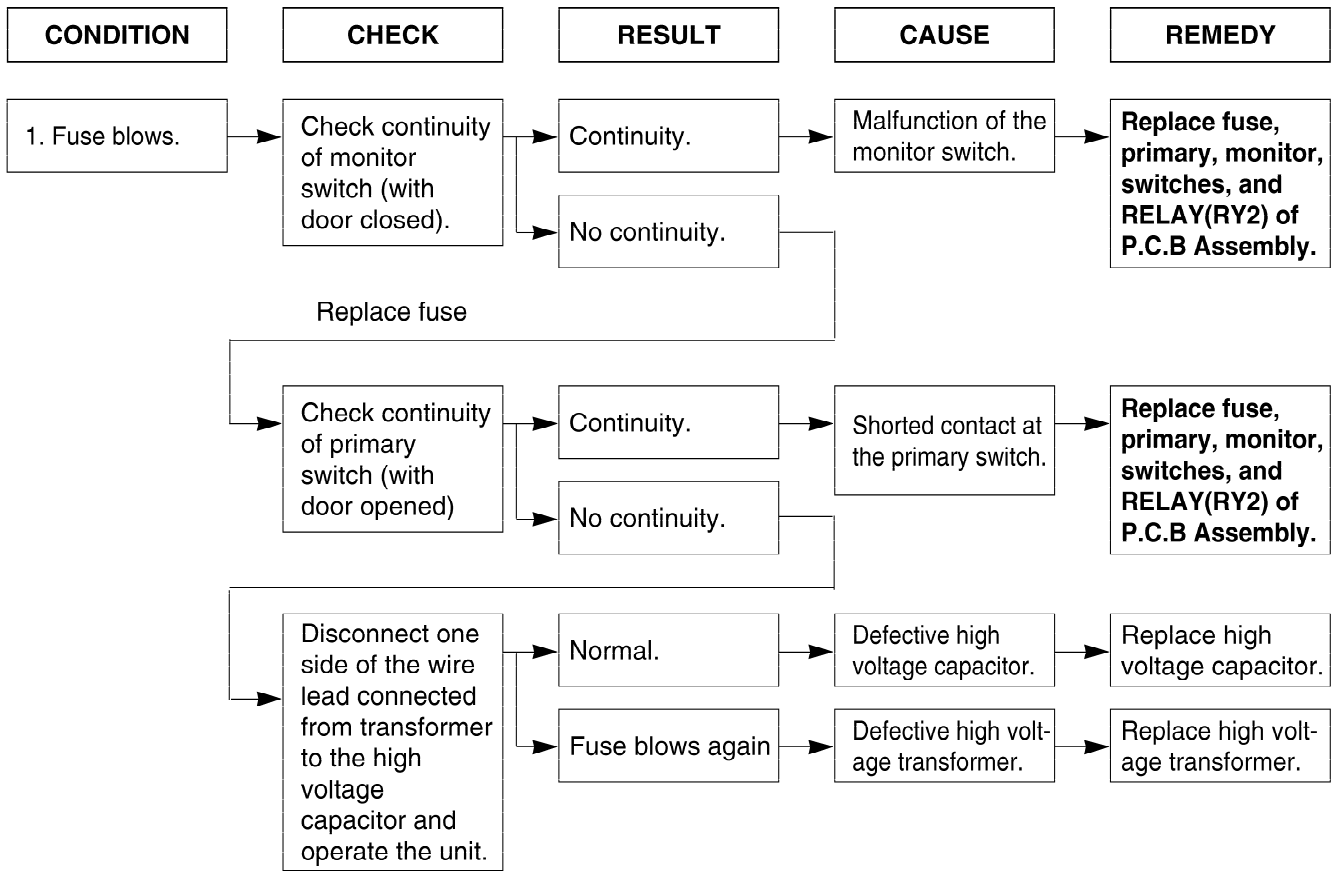 CONDITION
CHECK
RESULT
CAUSE
REMEDY
1. Fuse blows.
Check continuity
of monitor
switch (with
door closed).
Continuity.
Malfunction of the
monitor switch.
Replace fuse,
primary, monitor,
switches, and
RELAY(RY2) of
P.C.B Assembly.
No continuity.
Replace fuse
Check continuity
of primary
switch (with
door opened)
Continuity.
Shorted contact at
the primary switch.
Replace fuse,
primary, monitor,
switches, and
RELAY(RY2) of
P.C.B Assembly.
No continuity.
Disconnect one
side of the wire
lead connected
from transformer
to the high
voltage
capacitor and
operate the unit.
Normal.
Defective high
voltage capacitor.
Replace high
voltage capacitor.
Fuse blows again
Defective high volt-
age transformer.
Replace high volt-
age transformer.